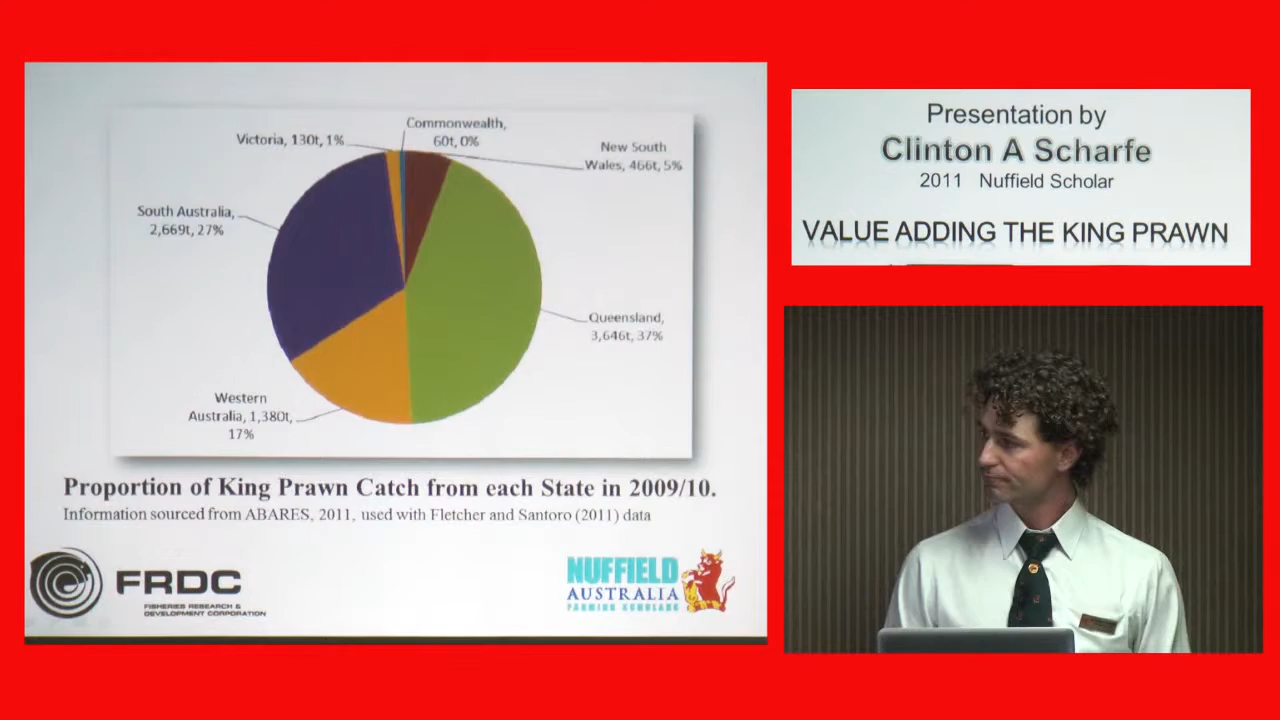 Commonwealth,
60t, 0%
Victoria, 130t, 1%
New South
Wales, 466t, 5%
South Australia,
2,669t, 27%
Queensland,
3,646t, 37%
Western
Australia, 1,380t,
17%
Proportion of King Prawn Catch from each State in 2009/10.
Information sourced from ABARES, 2011, used with Fletcher and Santoro (2011) data
FRDC
FISHERIES RESEARCH &
DEVELOPMENT CORPORATION
NUFFIELD
AUSTRALIA
FARMING SCHOLARS
Presentation by
Clinton A Scharfe
2011 Nuffield Scholar
VALUE ADDING THE KING PRAWN